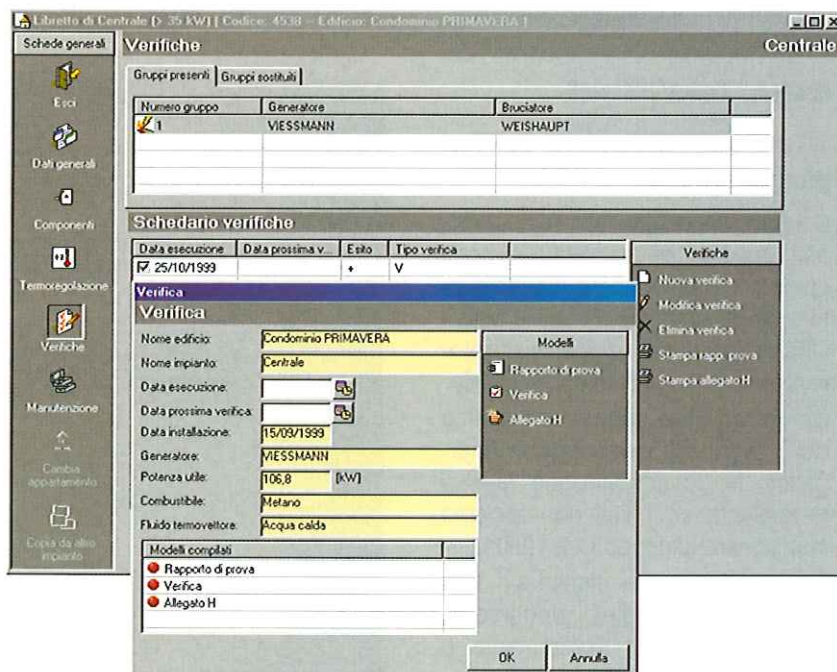 Libretto di Centrale [> 35 kW] [ Codice: 4538 -- Edificio: Condominio PRIMAVERA ]
Schede generali
Esci
Dati generali
Componenti
Termoregolazione
Verifiche
Manutenzione
Cambia appartamento
Copia da altro impianto
Verifiche
Centrale
Gruppi presenti
Gruppi sostituiti
Numero gruppo Generatore Bruciatore
1 VIESSMANN WEISHAUPT
Schedario verifiche
Data esecuzione Data prossima v... Esito Tipo verifica
25/10/1999 + V
Verifiche
Nuova verifica
Modifica verifica
Elimina verifica
Stampa rapp. prova
Stampa allegato H
Verifica
Verifica
Nome edificio: Condominio PRIMAVERA
Nome impianto: Centrale
Data esecuzione:
Data prossima verifica:
Data installazione: 15/09/1999
Generatore: VIESSMANN
Potenza utile: 106,8 [kW]
Combustibile: Metano
Fluido termovettore: Acqua calda
Modelli
Rapporto di prova
Verifica
Allegato H
Modelli compilati
Rapporto di prova
Verifica
Allegato H
OK Annulla